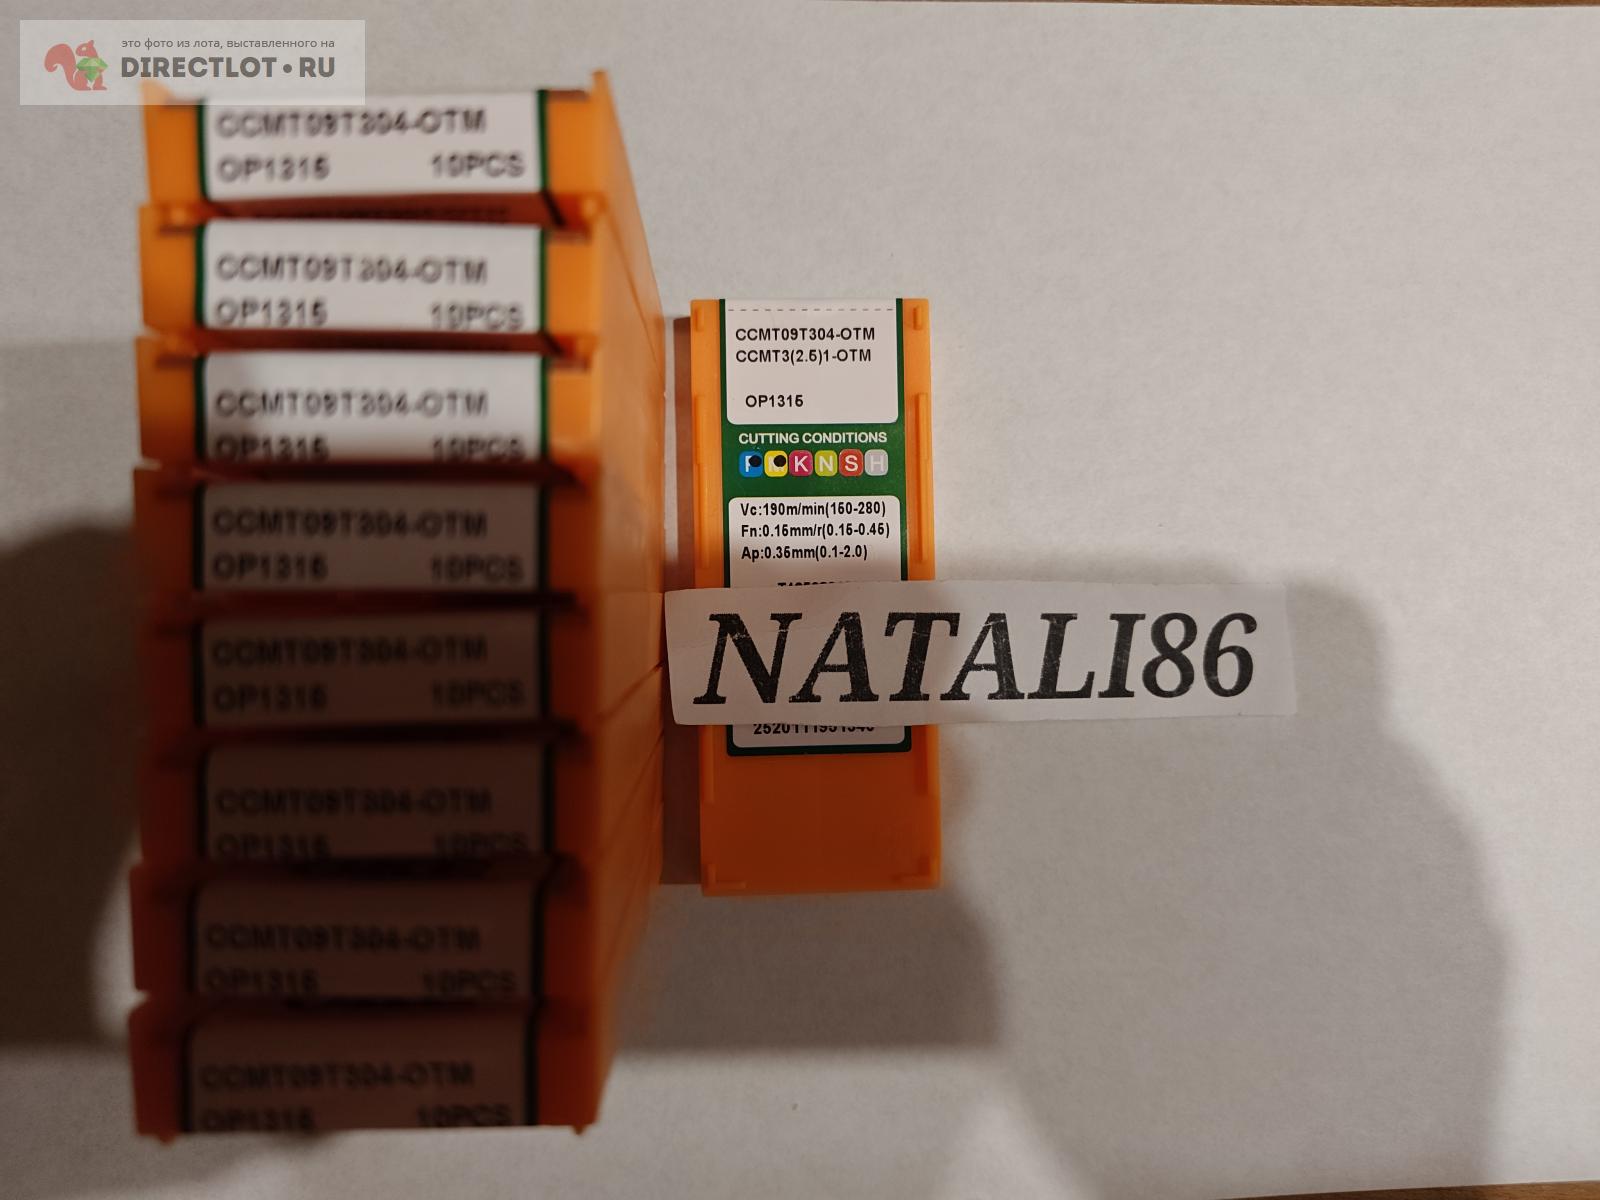 это фото из лота, выставленного на
DIRECTLOT.RU
CCMT09T304-OTM
OP1315 10PCS
CCMT09T304-OTM
OP1315 10PCS
CCMT09T304-OTM
OP1315 10PCS
CCMT09T304-OTM
OP1315 10PCS
CCMT09T304-OTM
OP1315 10PCS
CCMT09T304-OTM
OP1315 10PCS
CCMT09T304-OTM
OP1315 10PCS
CCMT09T304-OTM
OP1315 10PCS
CCMT09T304-OTM
CCMT3(2.5)1-OTM
OP1315
CUTTING CONDITIONS
P M K N S H
Vc:190m/min(150-280)
Fn:0.15mm/r(0.15-0.45)
Ap:0.35mm(0.1-2.0)
NATALI86